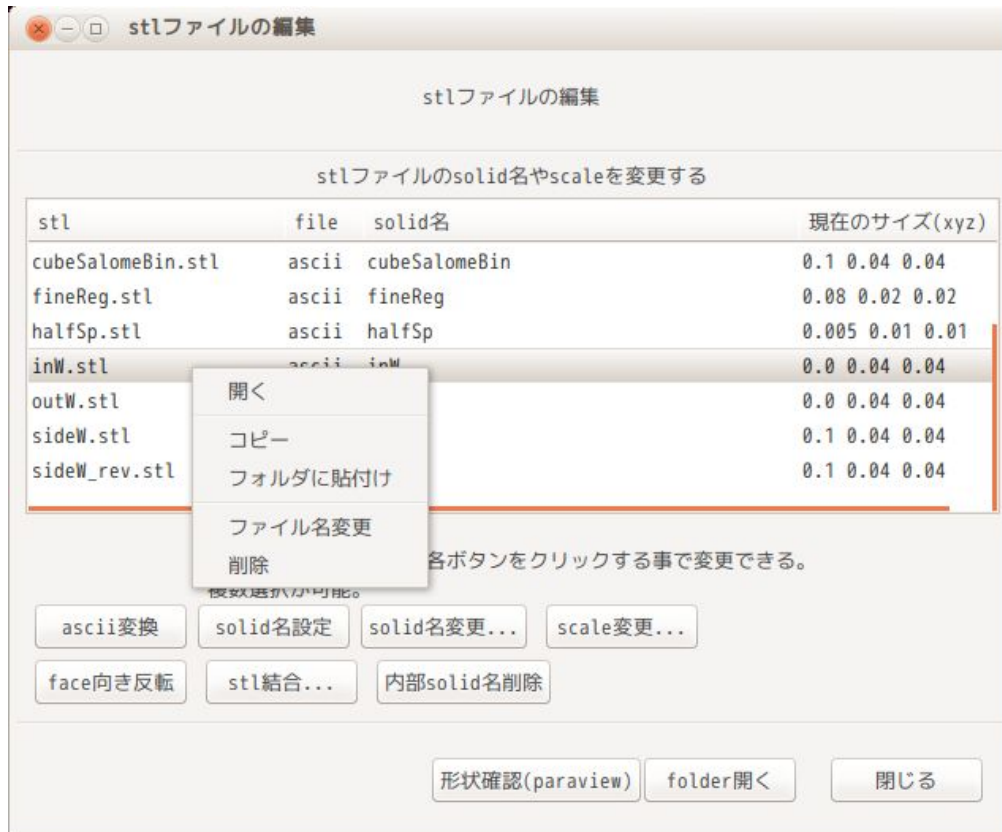 stlファイルの編集
stlファイルの編集
stlファイルのsolid名やscaleを変更する
stl file solid名 現在のサイズ(xyz)
cubeSalomeBin.stl ascii cubeSalomeBin 0.1 0.04 0.04
fineReg.stl ascii fineReg 0.08 0.02 0.02
halfSp.stl ascii halfSp 0.005 0.01 0.01
inW.stl ascii inW 0.0 0.04 0.04
outW.stl 0.0 0.04 0.04
sideW.stl 0.1 0.04 0.04
sideW_rev.stl 0.1 0.04 0.04
開く
コピー
フォルダに貼付け
ファイル名変更
削除
各ボタンをクリックする事で変更できる。
複数選択が可能。
ascii変換 solid名設定 solid名変更... scale変更...
face向き反転 stl結合... 内部solid名削除
形状確認(paraview) folder開く 閉じる